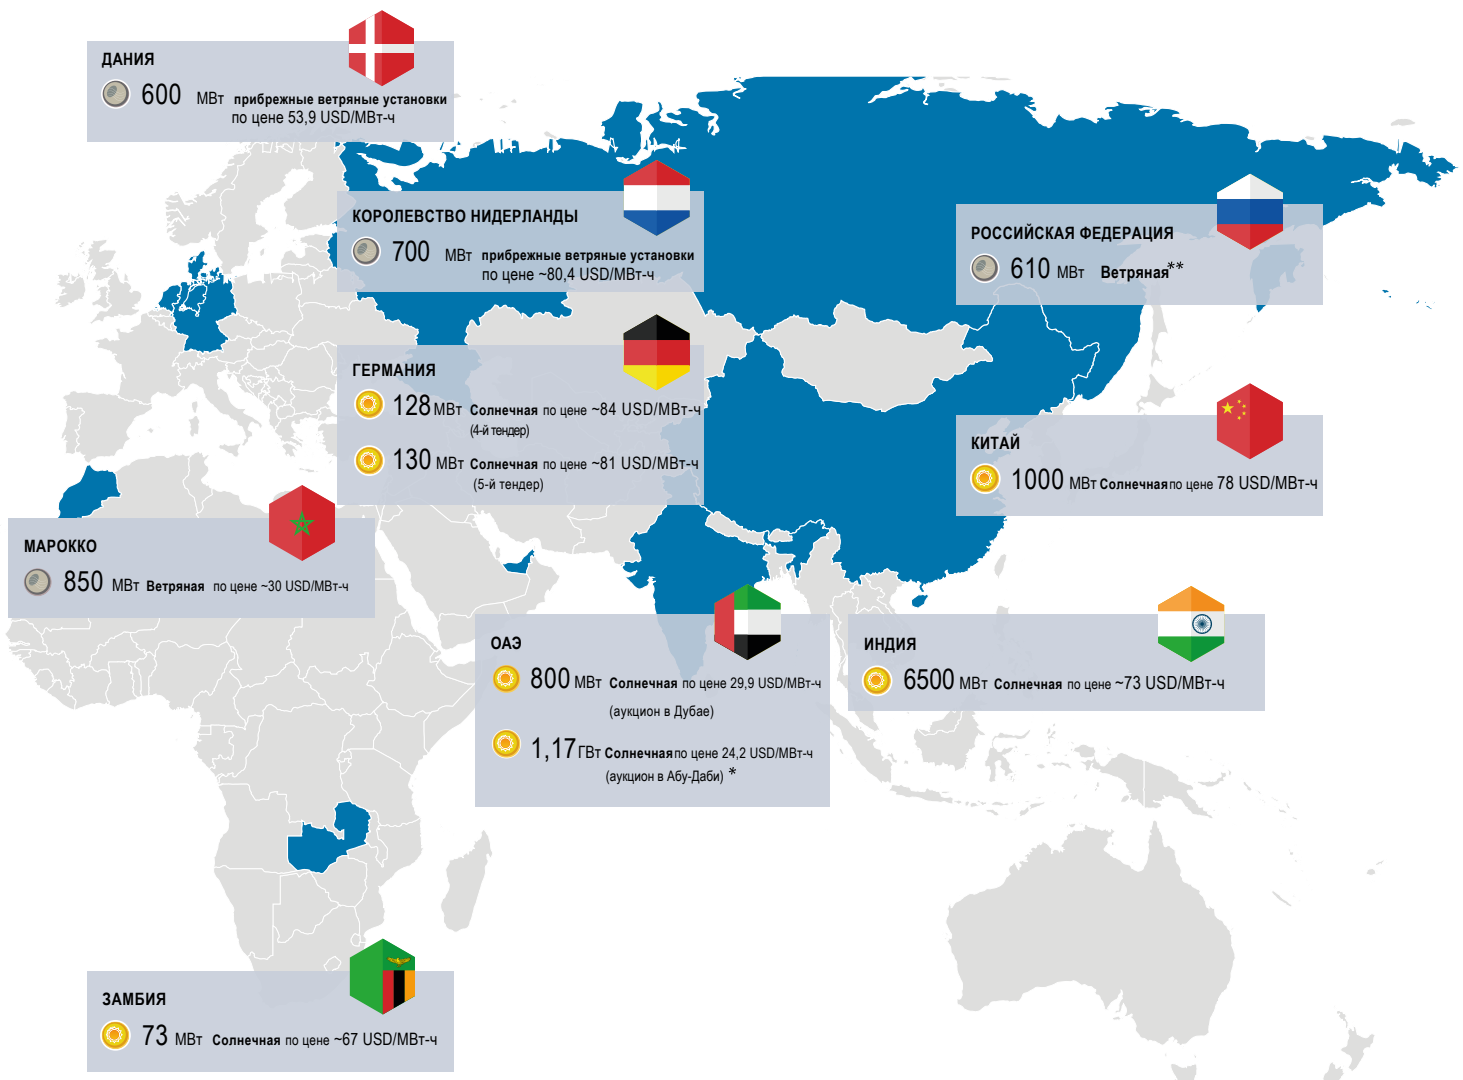 ДАНИЯ
600 МВт прибрежные ветряные установки
по цене 53,9 USD/МВт-ч
КОРОЛЕВСТВО НИДЕРЛАНДЫ
700 МВт прибрежные ветряные установки
по цене ~80,4 USD/МВт-ч
РОССИЙСКАЯ ФЕДЕРАЦИЯ
610 МВт Ветряная**
ГЕРМАНИЯ
128 МВт Солнечная по цене ~84 USD/МВт-ч
(4-й тендер)
130 МВт Солнечная по цене ~81 USD/МВт-ч
(5-й тендер)
КИТАЙ
1000 МВт Солнечная по цене 78 USD/МВт-ч
МАРОККО
850 МВт Ветряная по цене ~30 USD/МВт-ч
ОАЭ
800 МВт Солнечная по цене 29,9 USD/МВт-ч
(аукцион в Дубае)
1,17 ГВт Солнечная по цене 24,2 USD/МВт-ч
(аукцион в Абу-Даби) *
ИНДИЯ
6500 МВт Солнечная по цене ~73 USD/МВт-ч
ЗАМБИЯ
73 МВт Солнечная по цене ~67 USD/МВт-ч